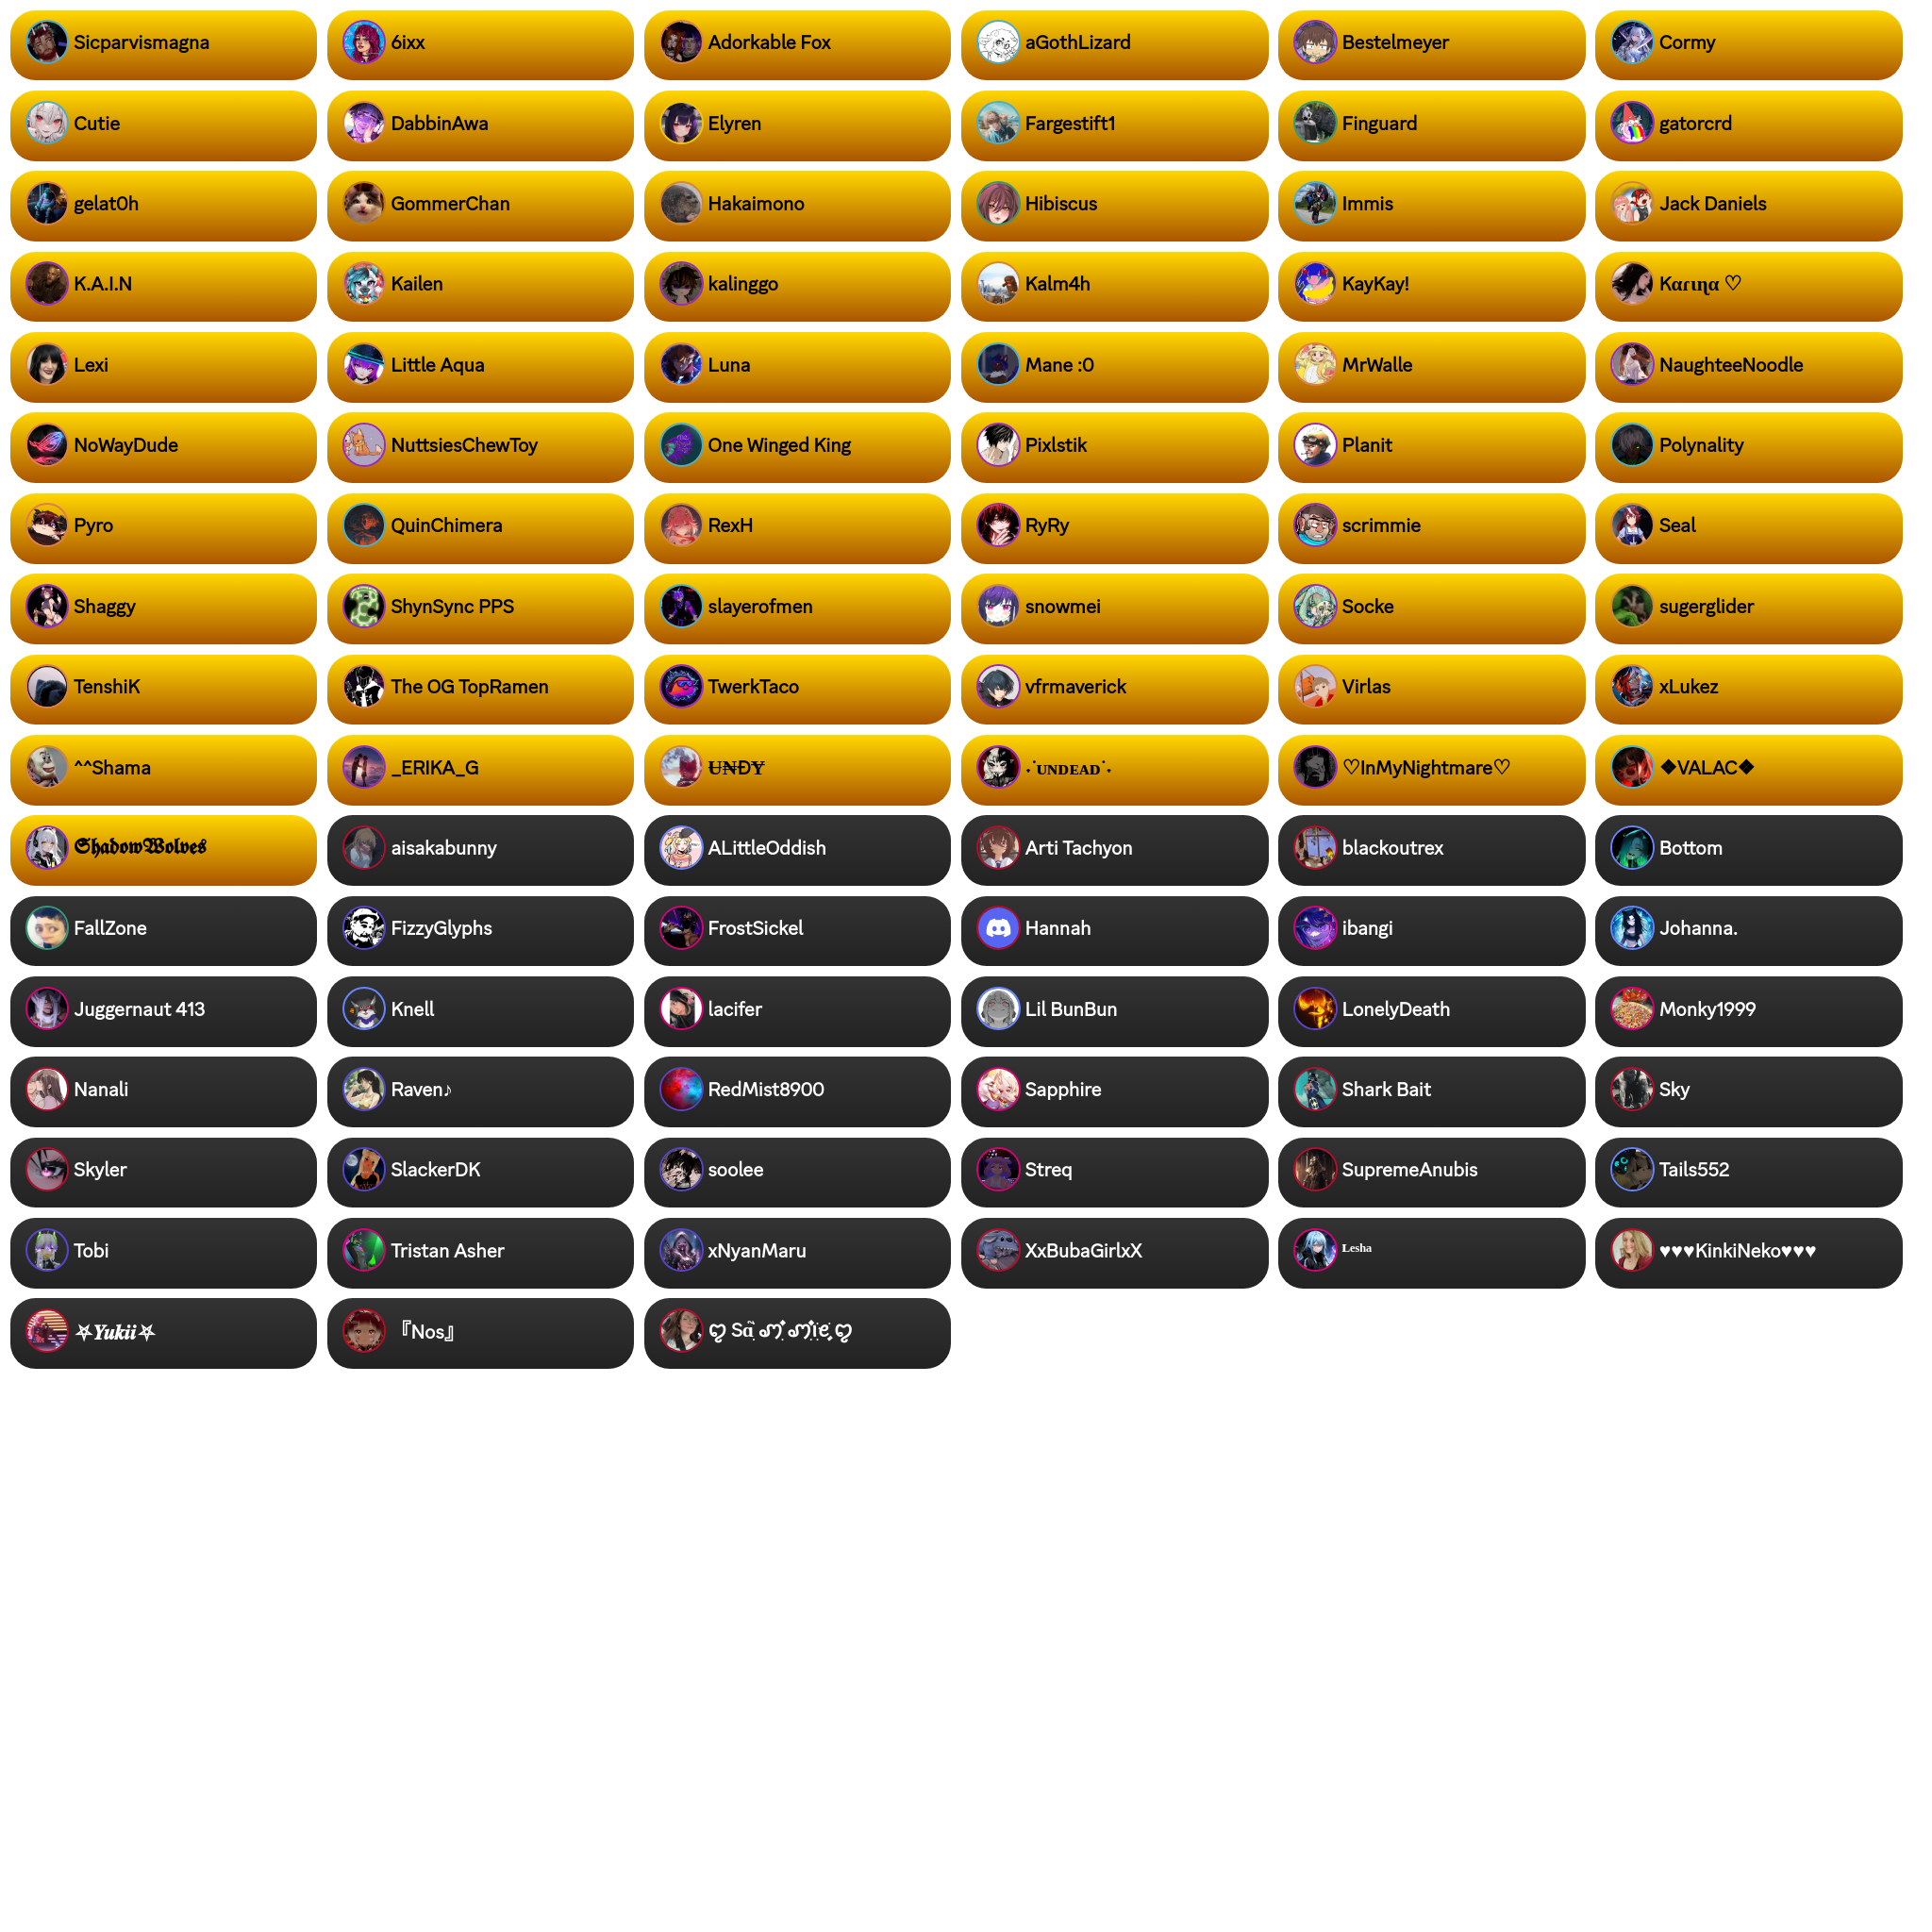 Sicparvismagna 6ixx Adorkable Fox aGothLizard Bestelmeyer Cormy
Cutie DabbinAwa Elyren Fargestift1 Finguard gatorcrd
gelat0h GommerChan Hakaimono Hibiscus Immis Jack Daniels
K.A.I.N Kailen kalinggo Kalm4h KayKay! Kαɾιɳα ♡
Lexi Little Aqua Luna Mane :0 MrWalle NaughteeNoodle
NoWayDude NuttsiesChewToy One Winged King Pixlstik Planit Polynality
Pyro QuinChimera RexH RyRy scrimmie Seal
Shaggy ShynSync PPS slayerofmen snowmei Socke sugerglider
TenshiK The OG TopRamen TwerkTaco vfrmaverick Virlas xLukez
^^Shama _ERIKA_G U̶N̶ĐY̶ ˖˙ᴜɴᴅᴇᴀᴅ˙˖ ♡InMyNightmare♡ ❖VALAC❖
𝕾𝖍𝖆𝖉𝖔𝖜𝖂𝖔𝖑𝖛𝖊𝖘 aisakabunny ALittleOddish Arti Tachyon blackoutrex Bottom
FallZone FizzyGlyphs FrostSickel Hannah ibangi Johanna.
Juggernaut 413 Knell lacifer Lil BunBun LonelyDeath Monky1999
Nanali Raven♪ RedMist8900 Sapphire Shark Bait Sky
Skyler SlackerDK soolee Streq SupremeAnubis Tails552
Tobi Tristan Asher xNyanMaru XxBubaGirlxX ᴸᵉˢʰᵃ ♥♥♥KinkiNeko♥♥♥
⛧𝒀𝒖𝒌𝒊𝒊⛧ 『Nos』